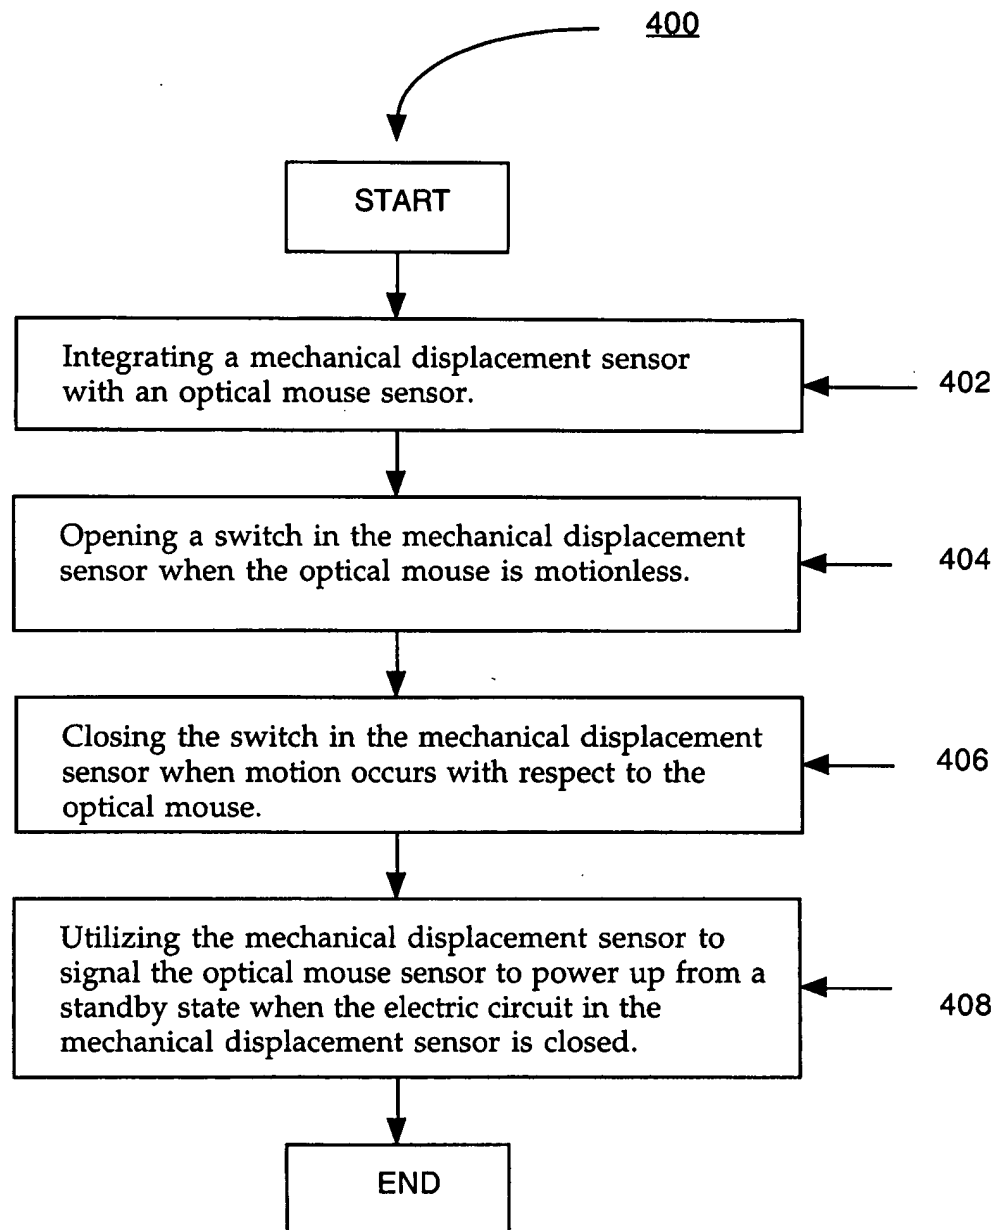 400
START
Integrating a mechanical displacement sensor
with an optical mouse sensor.
402
Opening a switch in the mechanical displacement
sensor when the optical mouse is motionless.
404
Closing the switch in the mechanical displacement
sensor when motion occurs with respect to the
optical mouse.
406
Utilizing the mechanical displacement sensor to
signal the optical mouse sensor to power up from a
standby state when the electric circuit in the
mechanical displacement sensor is closed.
408
END